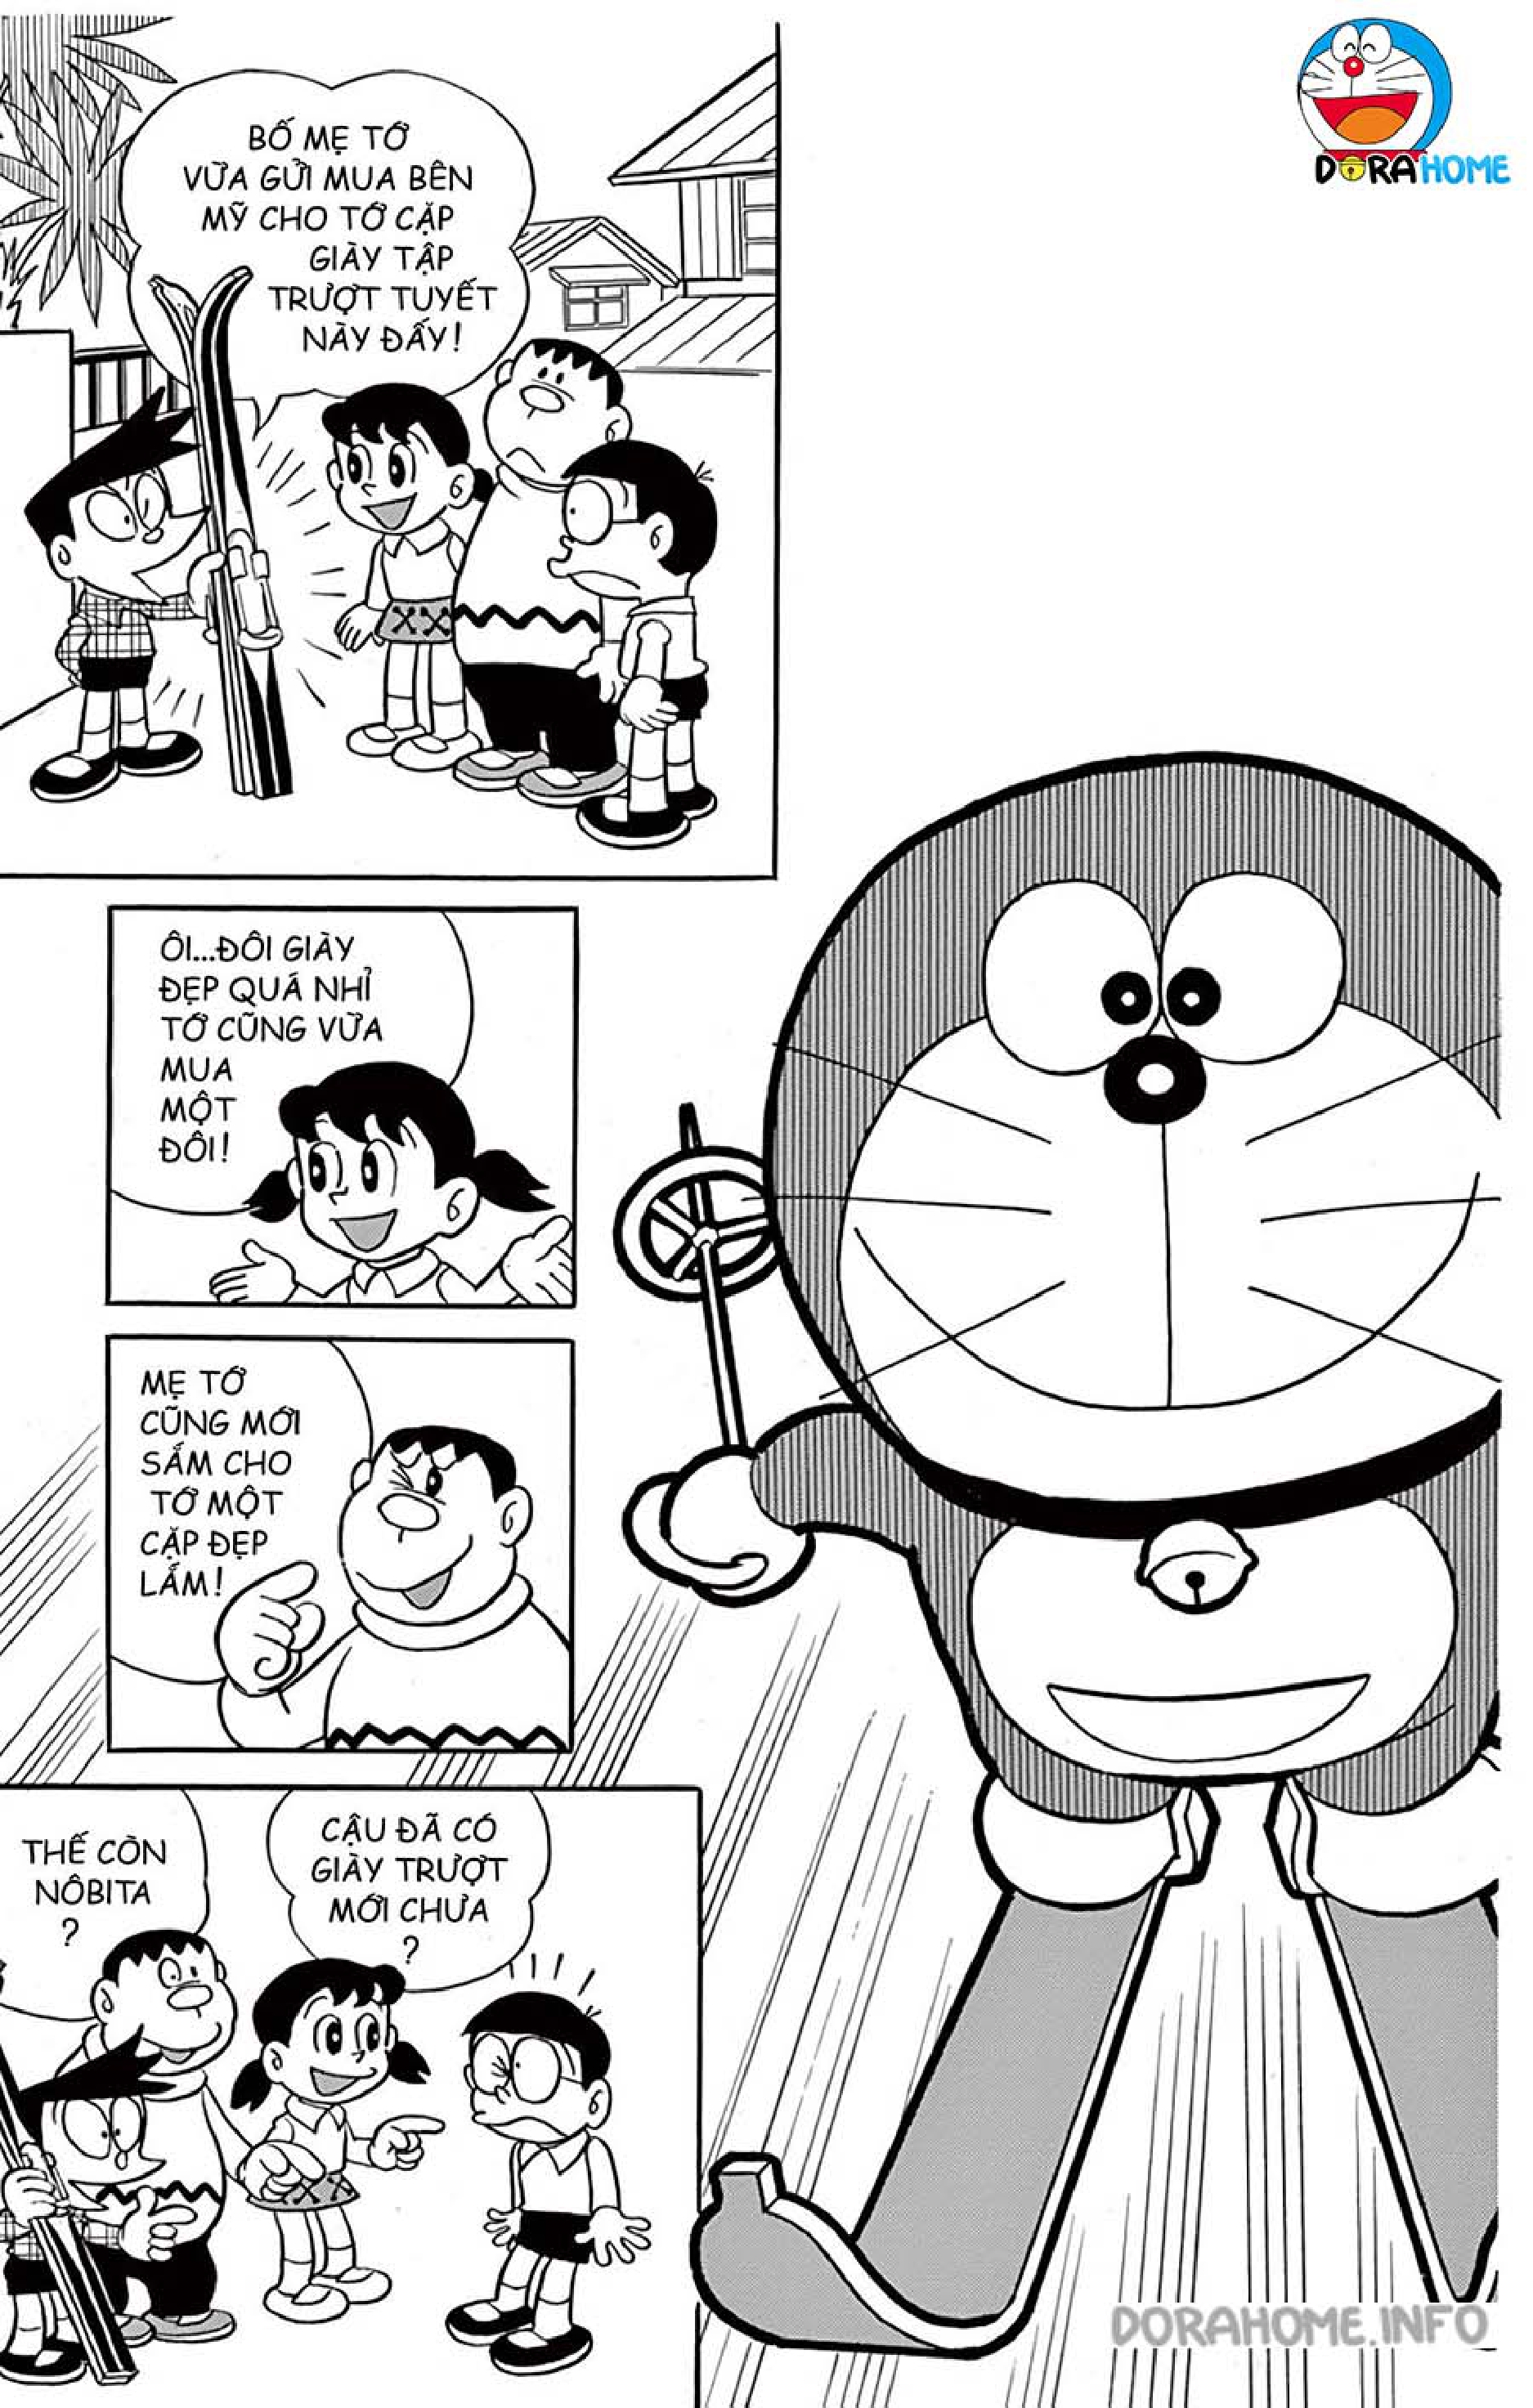 DORAHOME
BỐ MẸ TỚ
VỪA GỬI MUA BÊN
MỸ CHO TỚ CẶP
GIÀY TẬP
TRƯỢT TUYẾT
NÀY ĐẤY!
ÔI...ĐÔI GIÀY
ĐẸP QUÁ NHỈ
TỚ CŨNG VỪA
MUA
MỘT
ĐÔI!
MẸ TỚ
CŨNG MỚI
SẮM CHO
TỚ MỘT
CẶP ĐẸP
LẮM!
THẾ CÒN
NÔBITA
?
CẬU ĐÃ CÓ
GIÀY TRƯỢT
MỚI CHƯA
?
DORAHOME.INFO